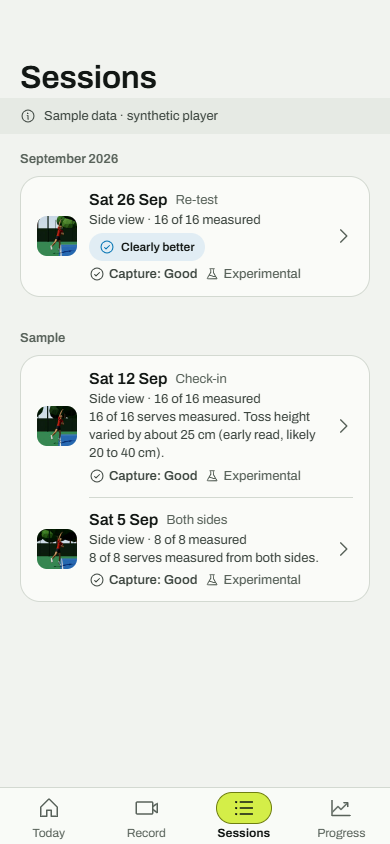 Sessions
Sample data · synthetic player
September 2026
Sat 26 Sep Re-test
Side view · 16 of 16 measured
Clearly better
Capture: Good Experimental
Sample
Sat 12 Sep Check-in
Side view · 16 of 16 measured
16 of 16 serves measured. Toss height
varied by about 25 cm (early read, likely
20 to 40 cm).
Capture: Good Experimental
Sat 5 Sep Both sides
Side view · 8 of 8 measured
8 of 8 serves measured from both sides.
Capture: Good Experimental
Today Record Sessions Progress